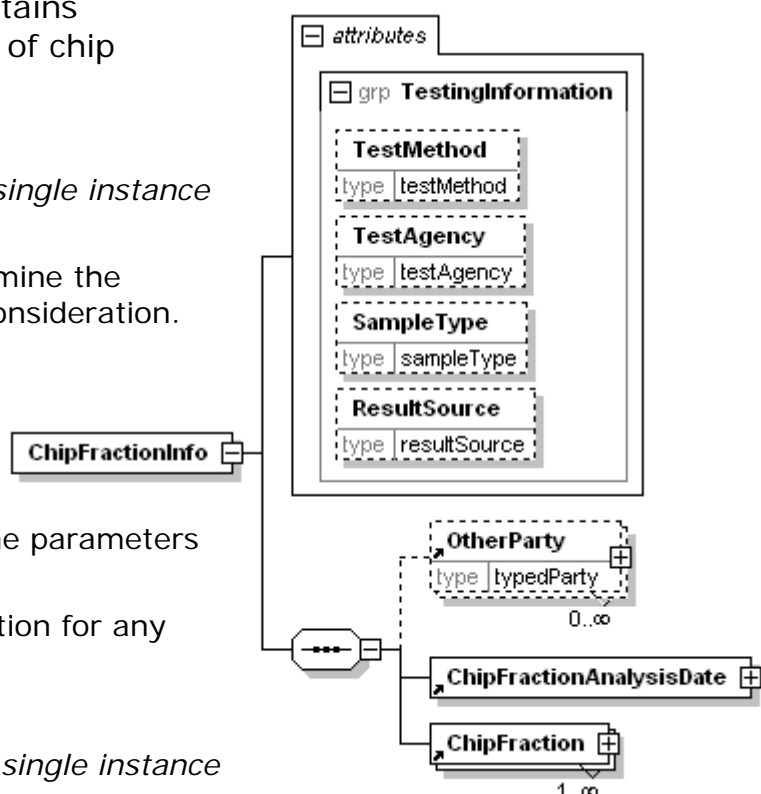 tains
of chip
single instance
mine the
onsideration.
ne parameters
tion for any
single instance
attributes
grp TestingInformation
TestMethod
type testMethod
TestAgency
type testAgency
SampleType
type sampleType
ResultSource
type resultSource
ChipFractionInfo
OtherParty
type typedParty
0..∞
ChipFractionAnalysisDate
ChipFraction
1..∞